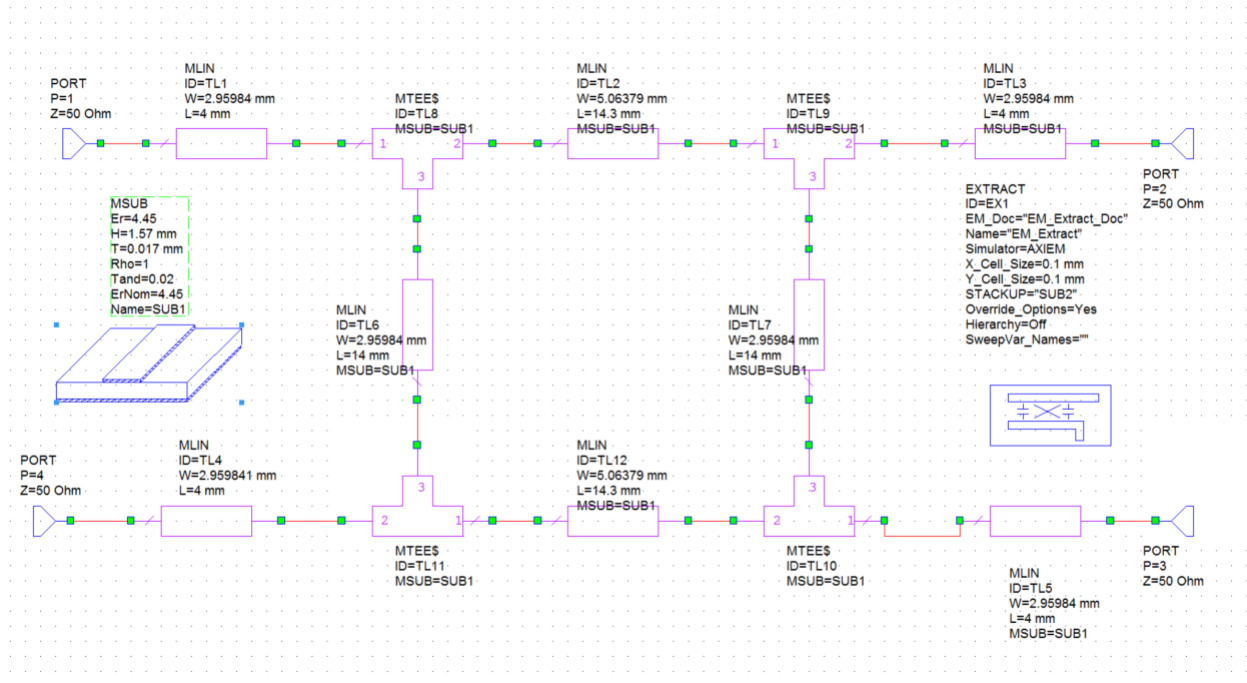 MLIN
ID=TL1
W=2.95984 mm
L=4 mm
MLIN
ID=TL2
W=5.06379 mm
L=14.3 mm
MSUB=SUB1
MLIN
ID=TL3
W=2.95984 mm
L=4 mm
MSUB=SUB1
PORT
P=1
Z=50 Ohm
MTEE$
ID=TL8
MSUB=SUB1
MTEE$
ID=TL9
MSUB=SUB1
1
2
3
1
2
3
PORT
P=2
Z=50 Ohm
MSUB
Er=4.45
H=1.57 mm
T=0.017 mm
Rho=1
Tand=0.02
ErNom=4.45
Name=SUB1
EXTRACT
ID=EX1
EM_Doc="EM_Extract_Doc"
Name="EM_Extract"
Simulator=AXIEM
X_Cell_Size=0.1 mm
Y_Cell_Size=0.1 mm
STACKUP="SUB2"
Override_Options=Yes
Hierarchy=Off
SweepVar_Names=""
MLIN
ID=TL6
W=2.95984 mm
L=14 mm
MSUB=SUB1
MLIN
ID=TL7
W=2.95984 mm
L=14 mm
MSUB=SUB1
PORT
P=4
Z=50 Ohm
MLIN
ID=TL4
W=2.959841 mm
L=4 mm
MLIN
ID=TL12
W=5.06379 mm
L=14.3 mm
MSUB=SUB1
3
2
1
3
2
1
MTEE$
ID=TL11
MSUB=SUB1
MTEE$
ID=TL10
MSUB=SUB1
PORT
P=3
Z=50 Ohm
MLIN
ID=TL5
W=2.95984 mm
L=4 mm
MSUB=SUB1